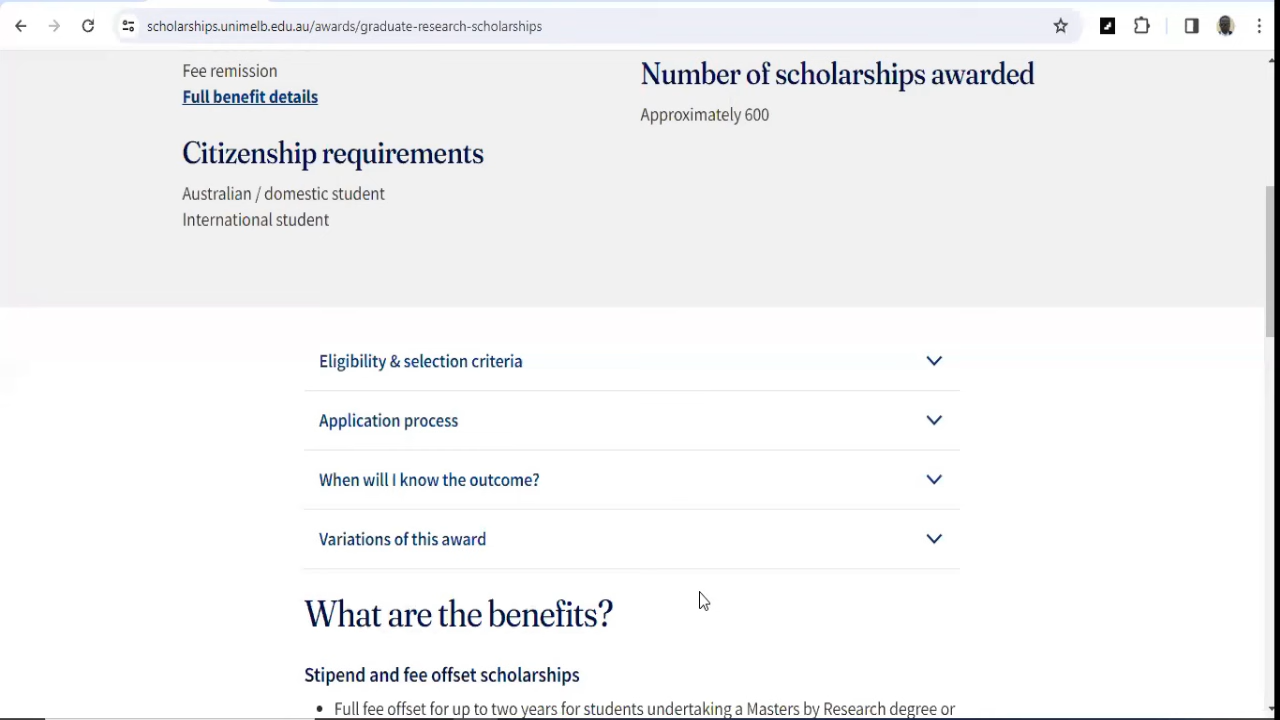 scholarships.unimelb.edu.au/awards/graduate-research-scholarships
Fee remission
Full benefit details
Citizenship requirements
Australian / domestic student
International student
Number of scholarships awarded
Approximately 600
Eligibility & selection criteria
Application process
When will I know the outcome?
Variations of this award
What are the benefits?
Stipend and fee offset scholarships
• Full fee offset for up to two years for students undertaking a Masters by Research degree or